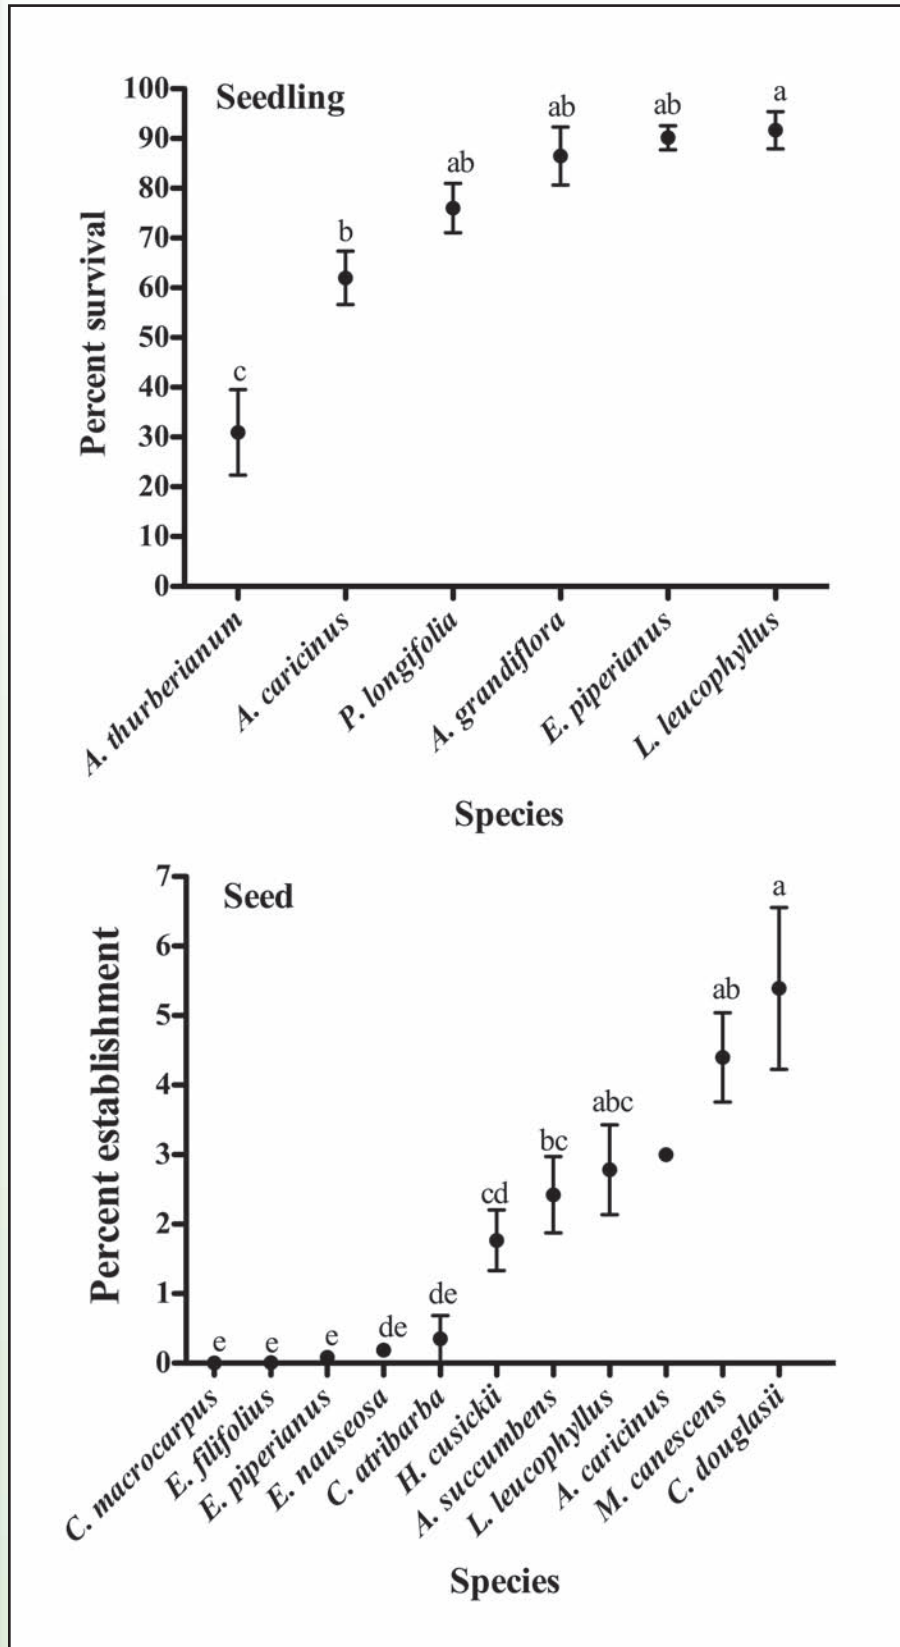 Seedling
Percent survival
100
90
80
70
60
50
40
30
20
10
0
c
b
ab
ab
ab
a
A. thurberianum
A. caricinus
P. longifolia
A. grandiflora
E. piperianus
L. leucophyllus
Species
Seed
Percent establishment
7
6
5
4
3
2
1
0
e
e
e
de
de
cd
bc
abc
ab
a
C. macrocarpus
E. filifolius
E. piperianus
E. nauseosa
C. atribarba
H. cusickii
A. succumbens
L. leucophyllus
A. caricinus
M. canescens
C. douglasii
Species